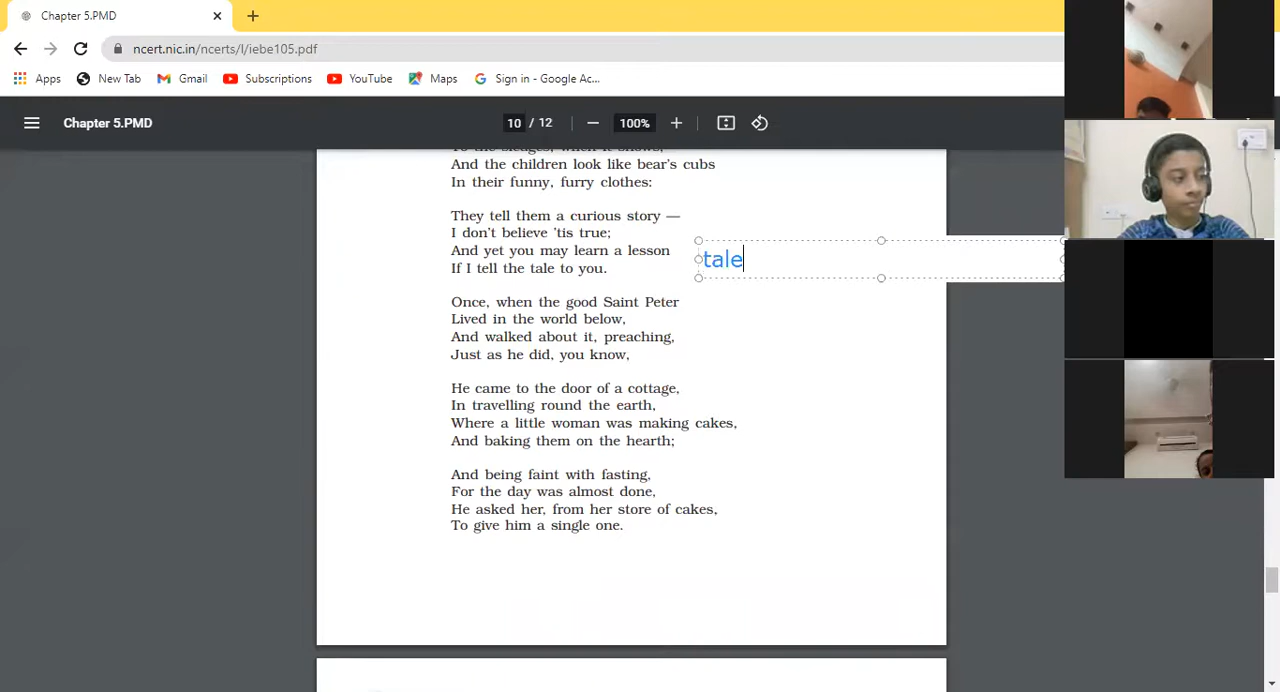 Chapter 5.PMD
ncert.nic.in/ncerts/l/iebe105.pdf
Apps New Tab Gmail Subscriptions YouTube Maps Sign in - Google Ac...
Chapter 5.PMD 10 / 12 100%
To the sledges, when it snows,
And the children look like bear's cubs
In their funny, furry clothes:
They tell them a curious story —
I don't believe 'tis true;
And yet you may learn a lesson
If I tell the tale to you.
tale
Once, when the good Saint Peter
Lived in the world below,
And walked about it, preaching,
Just as he did, you know,
He came to the door of a cottage,
In travelling round the earth,
Where a little woman was making cakes,
And baking them on the hearth;
And being faint with fasting,
For the day was almost done,
He asked her, from her store of cakes,
To give him a single one.